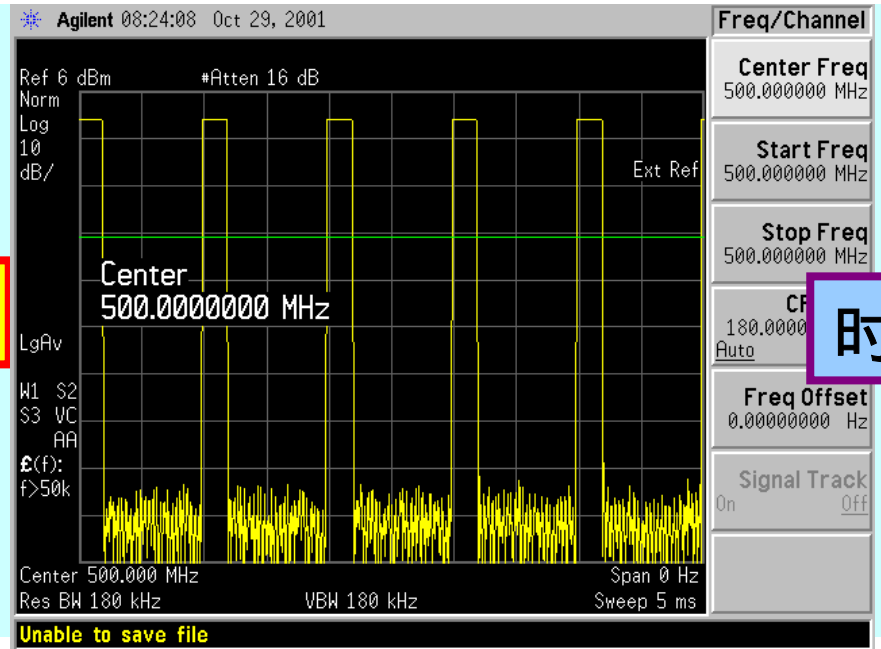 Agilent 08:24:08 Oct 29, 2001
Freq/Channel
Ref 6 dBm #Atten 16 dB
Norm
Log
10
dB/
Ext Ref
Center
500.0000000 MHz
LgAv
W1 S2
S3 VC
AA
£(f):
f>50k
Center 500.000 MHz Span 0 Hz
Res BW 180 kHz VBW 180 kHz Sweep 5 ms
Unable to save file
Center Freq
500.000000 MHz
Start Freq
500.000000 MHz
Stop Freq
500.000000 MHz
180.0000
Auto
时
Freq Offset
0.00000000 Hz
Signal Track
On Off